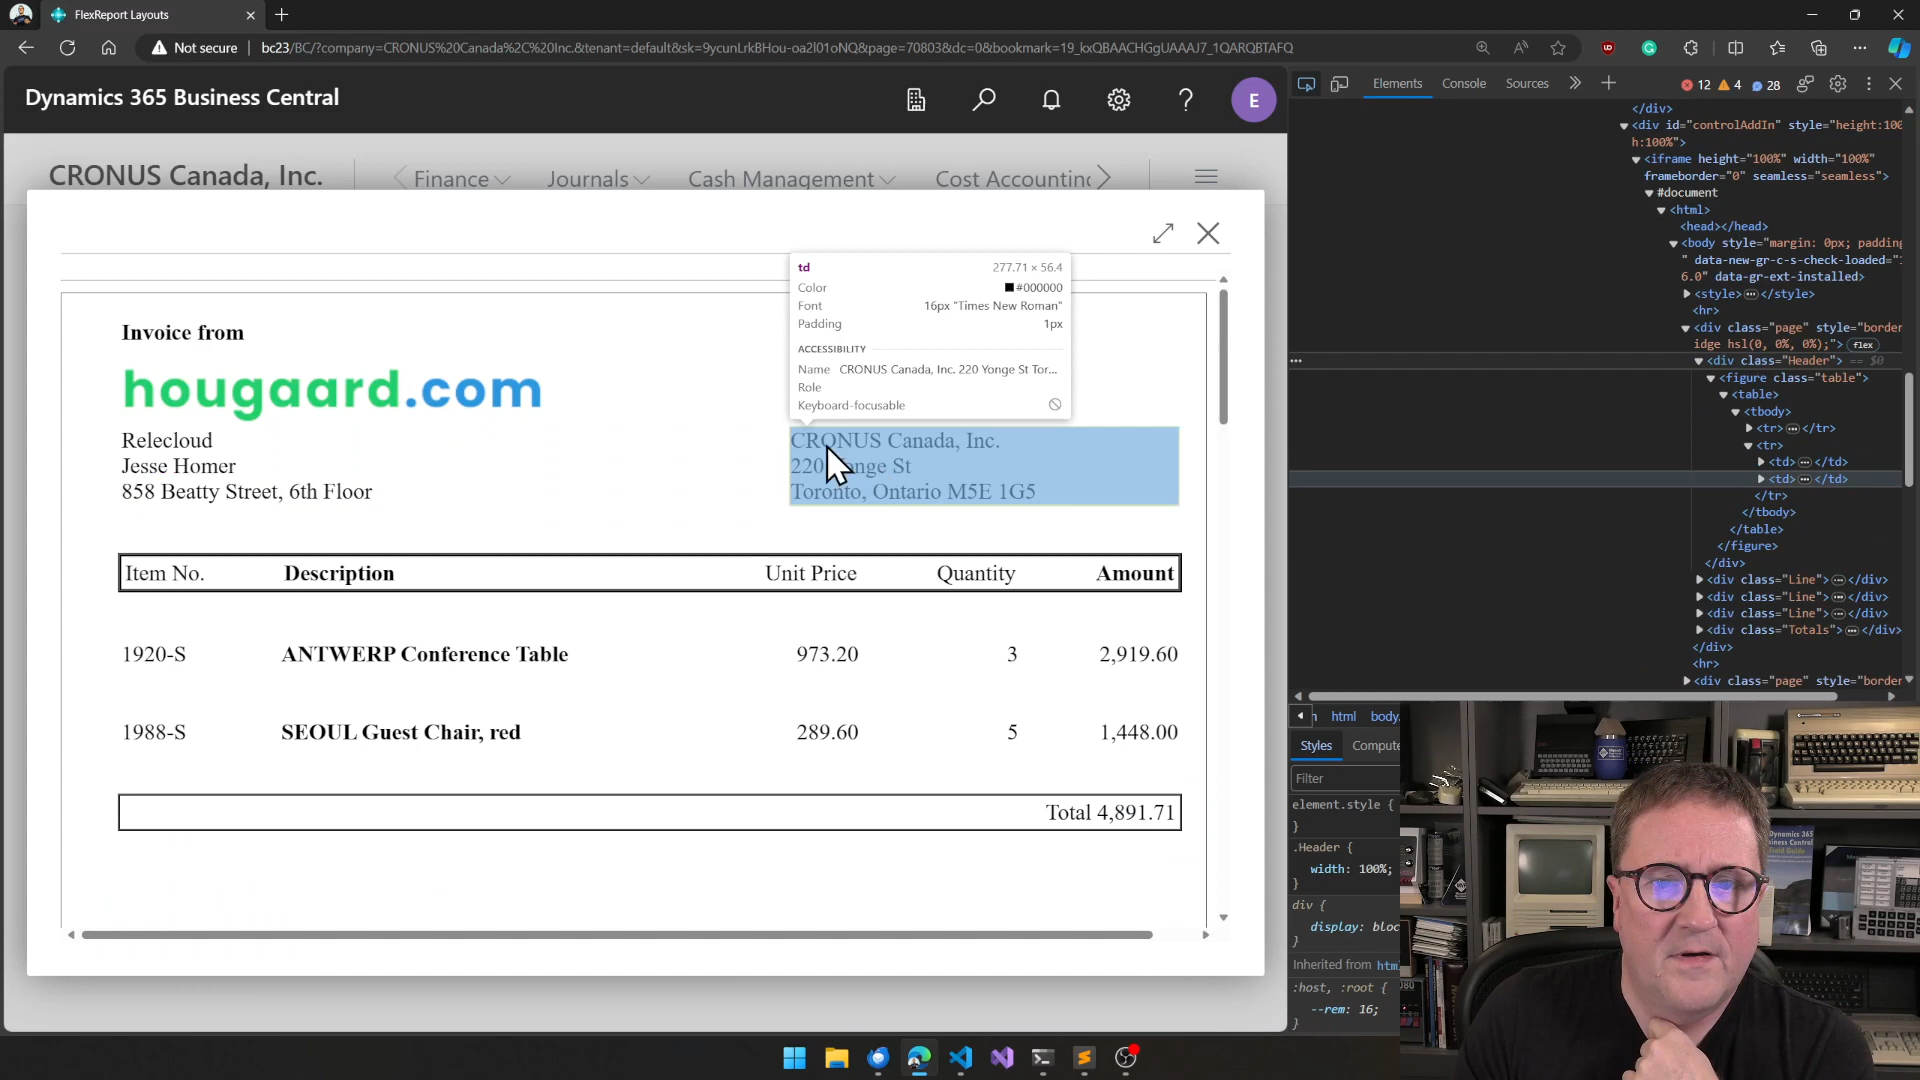 FlexReport Layouts
Not secure
bc23/BC/?company=CRONUS%20Canada%2C%20Inc.&tenant=default&sk=9ycunLrkBHou-oa2l01oNQ&page=70803&dc=0&bookmark=19_kxQBAACHGgUAAAJ7_1QARQBTAFQ
Dynamics 365 Business Central
E
CRONUS Canada, Inc.
Finance
Journals
Cash Management
Cost Accounting
td
277.71 × 56.4
Color
#000000
Font
16px "Times New Roman"
Padding
1px
ACCESSIBILITY
Name
CRONUS Canada, Inc. 220 Yonge St Tor...
Role
Keyboard-focusable
Invoice from
hougaard.com
Relecloud
Jesse Homer
858 Beatty Street, 6th Floor
CRONUS Canada, Inc.
220 Yonge St
Toronto, Ontario M5E 1G5
Item No. Description Unit Price Quantity Amount
1920-S ANTWERP Conference Table 973.20 3 2,919.60
1988-S SEOUL Guest Chair, red 289.60 5 1,448.00
Total 4,891.71
Elements
Console
Sources
12
4
28
</div>
<div id="controlAddIn" style="height:100
h:100%">
<iframe height="100%" width="100%"
frameborder="0" seamless="seamless">
#document
<html>
<head></head>
<body style="margin: 0px; padding
" data-new-gr-c-s-check-loaded="1
6.0" data-gr-ext-installed>
<style>…</style>
<hr>
<div class="page" style="border
idge hsl(0, 0%, 0%);"> flex
<div class="Header"> == $0
<figure class="table">
<table>
<tbody>
<tr>…</tr>
<tr>
<td>…</td>
<td>…</td>
</tr>
</tbody>
</table>
</figure>
</div>
<div class="Line">…</div>
<div class="Line">…</div>
<div class="Line">…</div>
<div class="Totals">…</div>
</div>
<hr>
<div class="page" style="border
html
body.
Styles
Compute
Filter
element.style {
}
.Header {
width: 100%;
}
div {
display: bloc
}
Inherited from htm
:host, :root {
--rem: 16;
}
Dynamics 365
Business Central
Field Guide